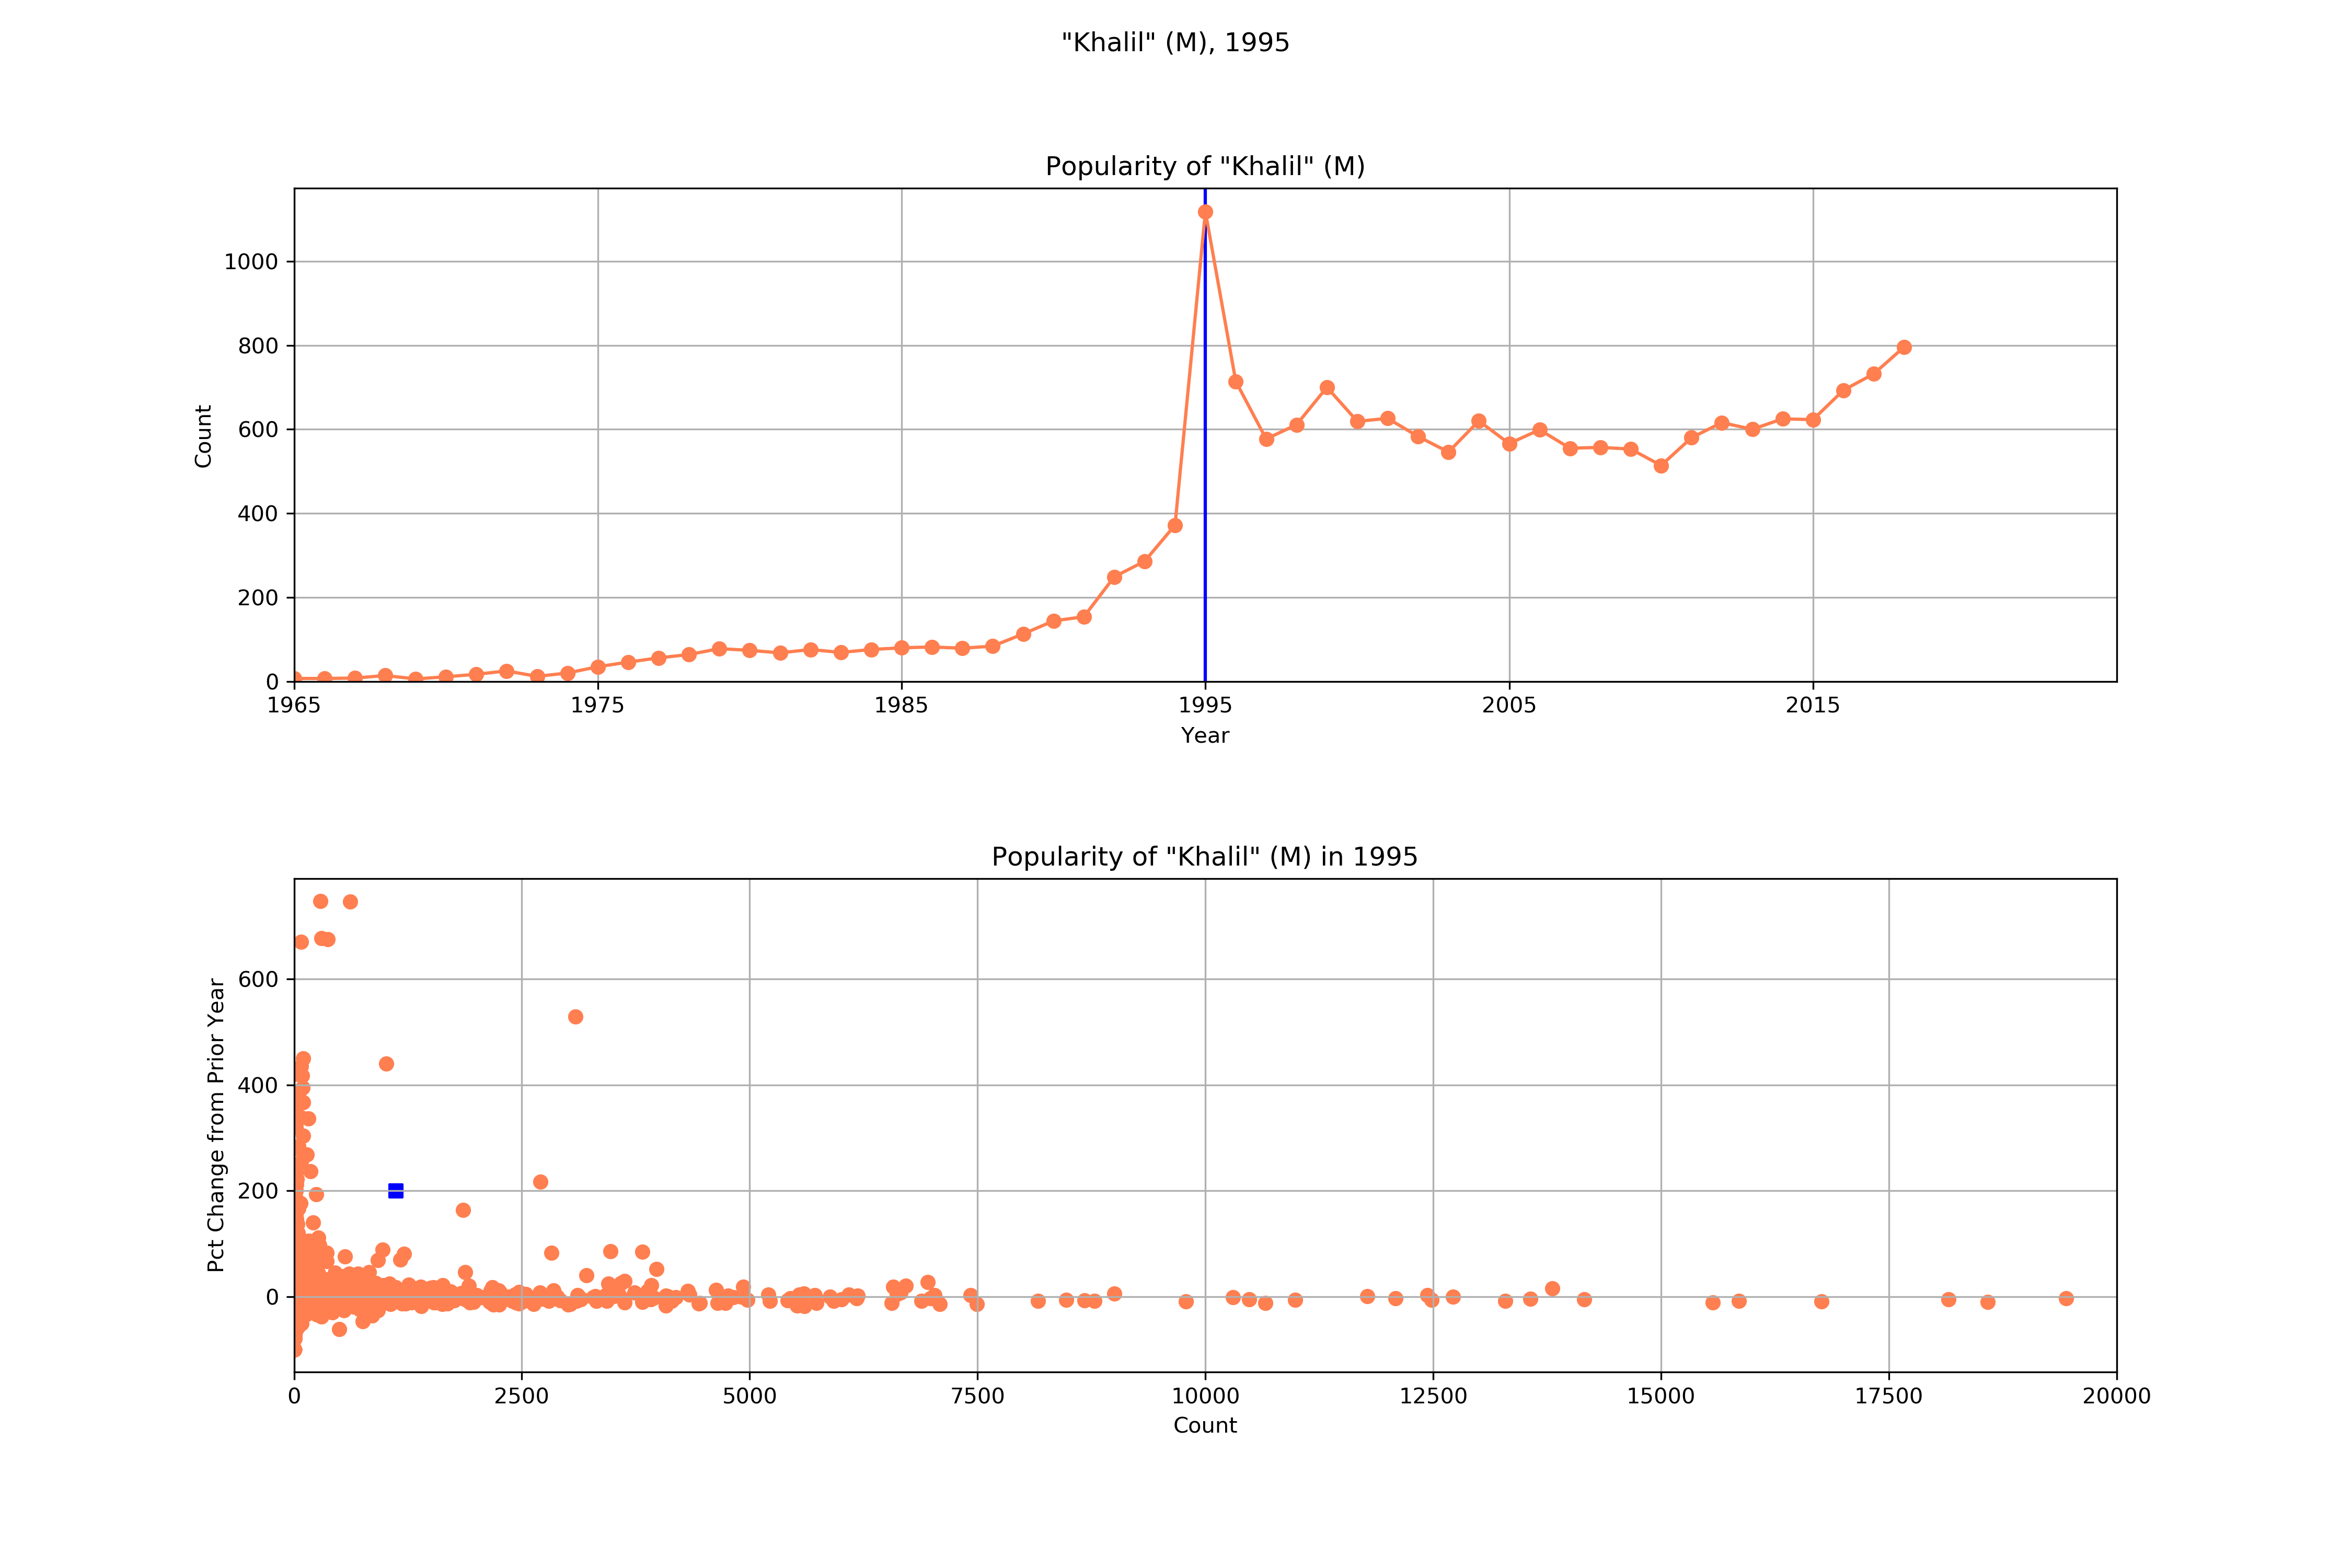 "Khalil" (M), 1995
Popularity of "Khalil" (M)
1000
800
600
400
200
0
Count
1965 1975 1985 1995 2005 2015
Year
Popularity of "Khalil" (M) in 1995
600
400
200
0
Pct Change from Prior Year
0 2500 5000 7500 10000 12500 15000 17500 20000
Count